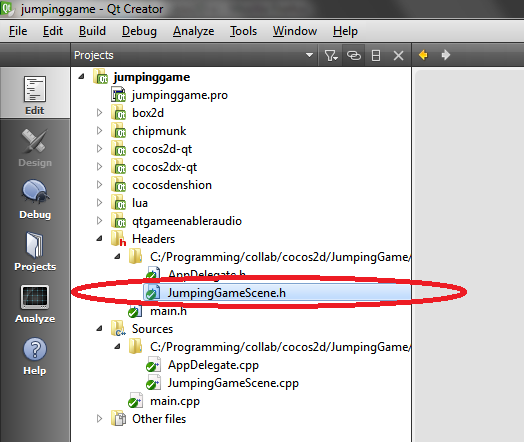 jumpinggame - Qt Creator
File Edit Build Debug Analyze Tools Window Help
Projects
Edit
Design
Debug
Projects
Analyze
Help
jumpinggame
jumpinggame.pro
box2d
chipmunk
cocos2d-qt
cocos2dx-qt
cocosdenshion
lua
qtgameenableaudio
Headers
C:/Programming/collab/cocos2d/JumpingGame/
AppDelegate.h
JumpingGameScene.h
main.h
Sources
C:/Programming/collab/cocos2d/JumpingGame/
AppDelegate.cpp
JumpingGameScene.cpp
main.cpp
Other files